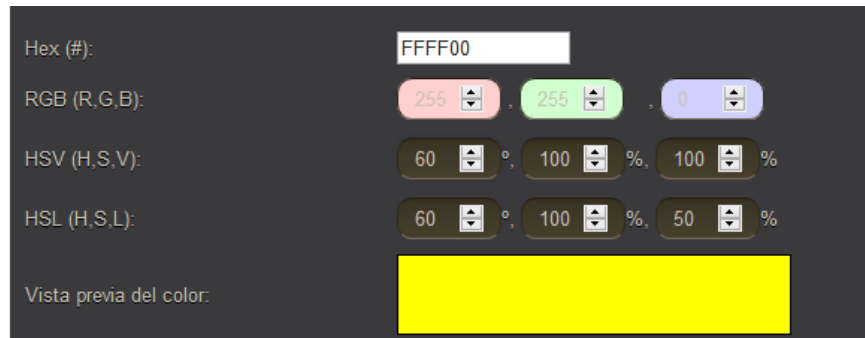 Hex (#): FFFF00
RGB (R,G,B): 255 , 255 , 0
HSV (H,S,V): 60 º, 100 %, 100 %
HSL (H,S,L): 60 º, 100 %, 50 %
Vista previa del color: